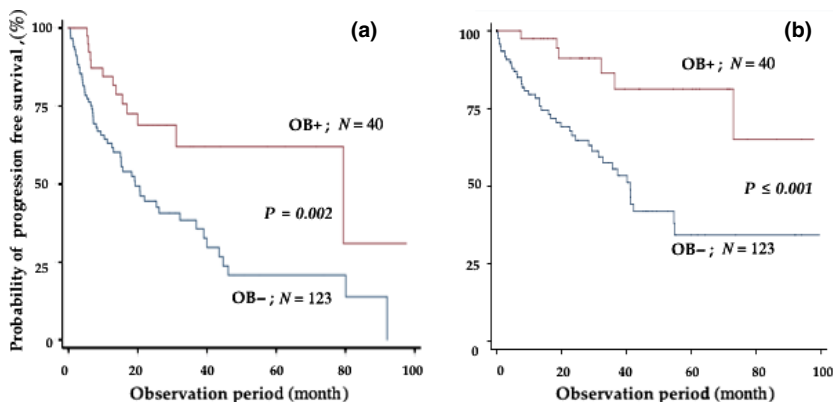 Probability of progression free survival ,(%)
100
75
50
25
0
(a)
OB+ ; N = 40
P = 0.002
OB− ; N = 123
0 20 40 60 80 100
Observation period (month)
100
75
50
25
0
(b)
OB+ ; N = 40
P ≤ 0.001
OB− ; N = 123
0 20 40 60 80 100
Observation period (month)